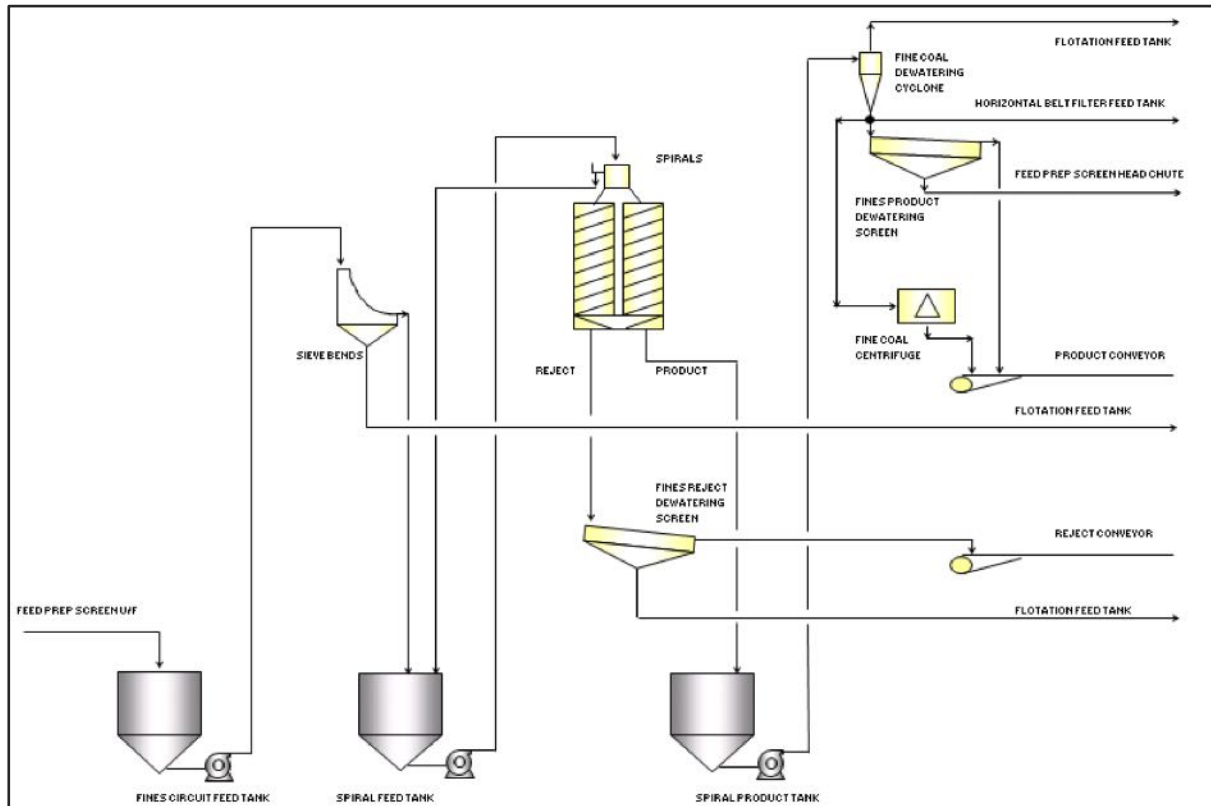 FLOTATION FEED TANK
FINE COAL
DEWATERING
CYCLONE
HORIZONTAL BELT FILTER FEED TANK
SPIRALS
FEED PREP SCREEN HEAD CHUTE
FINES PRODUCT
DEWATERING
SCREEN
SIEVE BENDS
REJECT
PRODUCT
FINE COAL
CENTRIFUGE
PRODUCT CONVEYOR
FLOTATION FEED TANK
FINES REJECT
DEWATERING
SCREEN
REJECT CONVEYOR
FEED PREP SCREEN U/F
FLOTATION FEED TANK
FINES CIRCUIT FEED TANK
SPIRAL FEED TANK
SPIRAL PRODUCT TANK